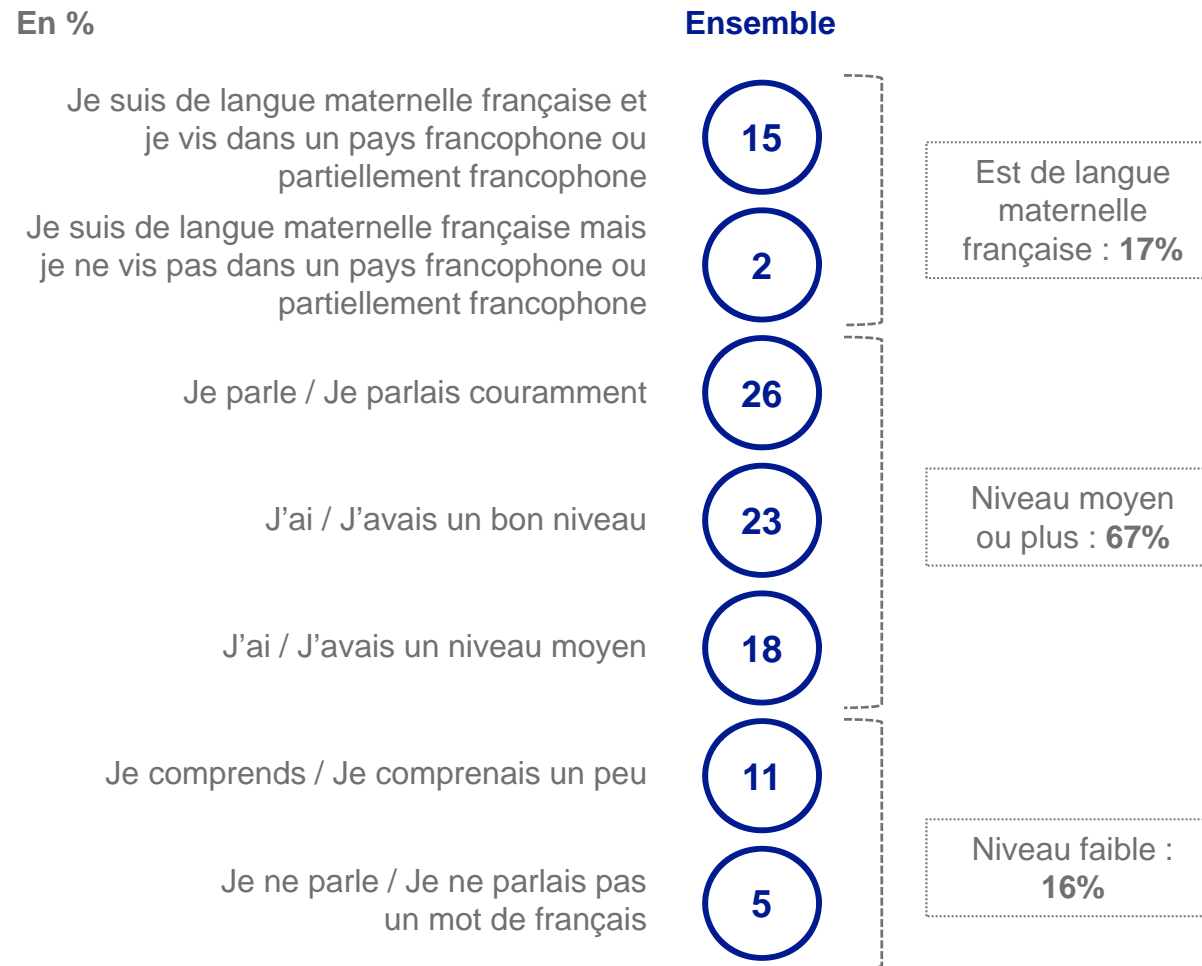 En %
Ensemble
Je suis de langue maternelle française et
je vis dans un pays francophone ou
partiellement francophone
15
Je suis de langue maternelle française mais
je ne vis pas dans un pays francophone ou
partiellement francophone
2
Est de langue
maternelle
française : 17%
Je parle / Je parlais couramment
26
J'ai / J'avais un bon niveau
23
J'ai / J'avais un niveau moyen
18
Niveau moyen
ou plus : 67%
Je comprends / Je comprenais un peu
11
Je ne parle / Je ne parlais pas
un mot de français
5
Niveau faible :
16%